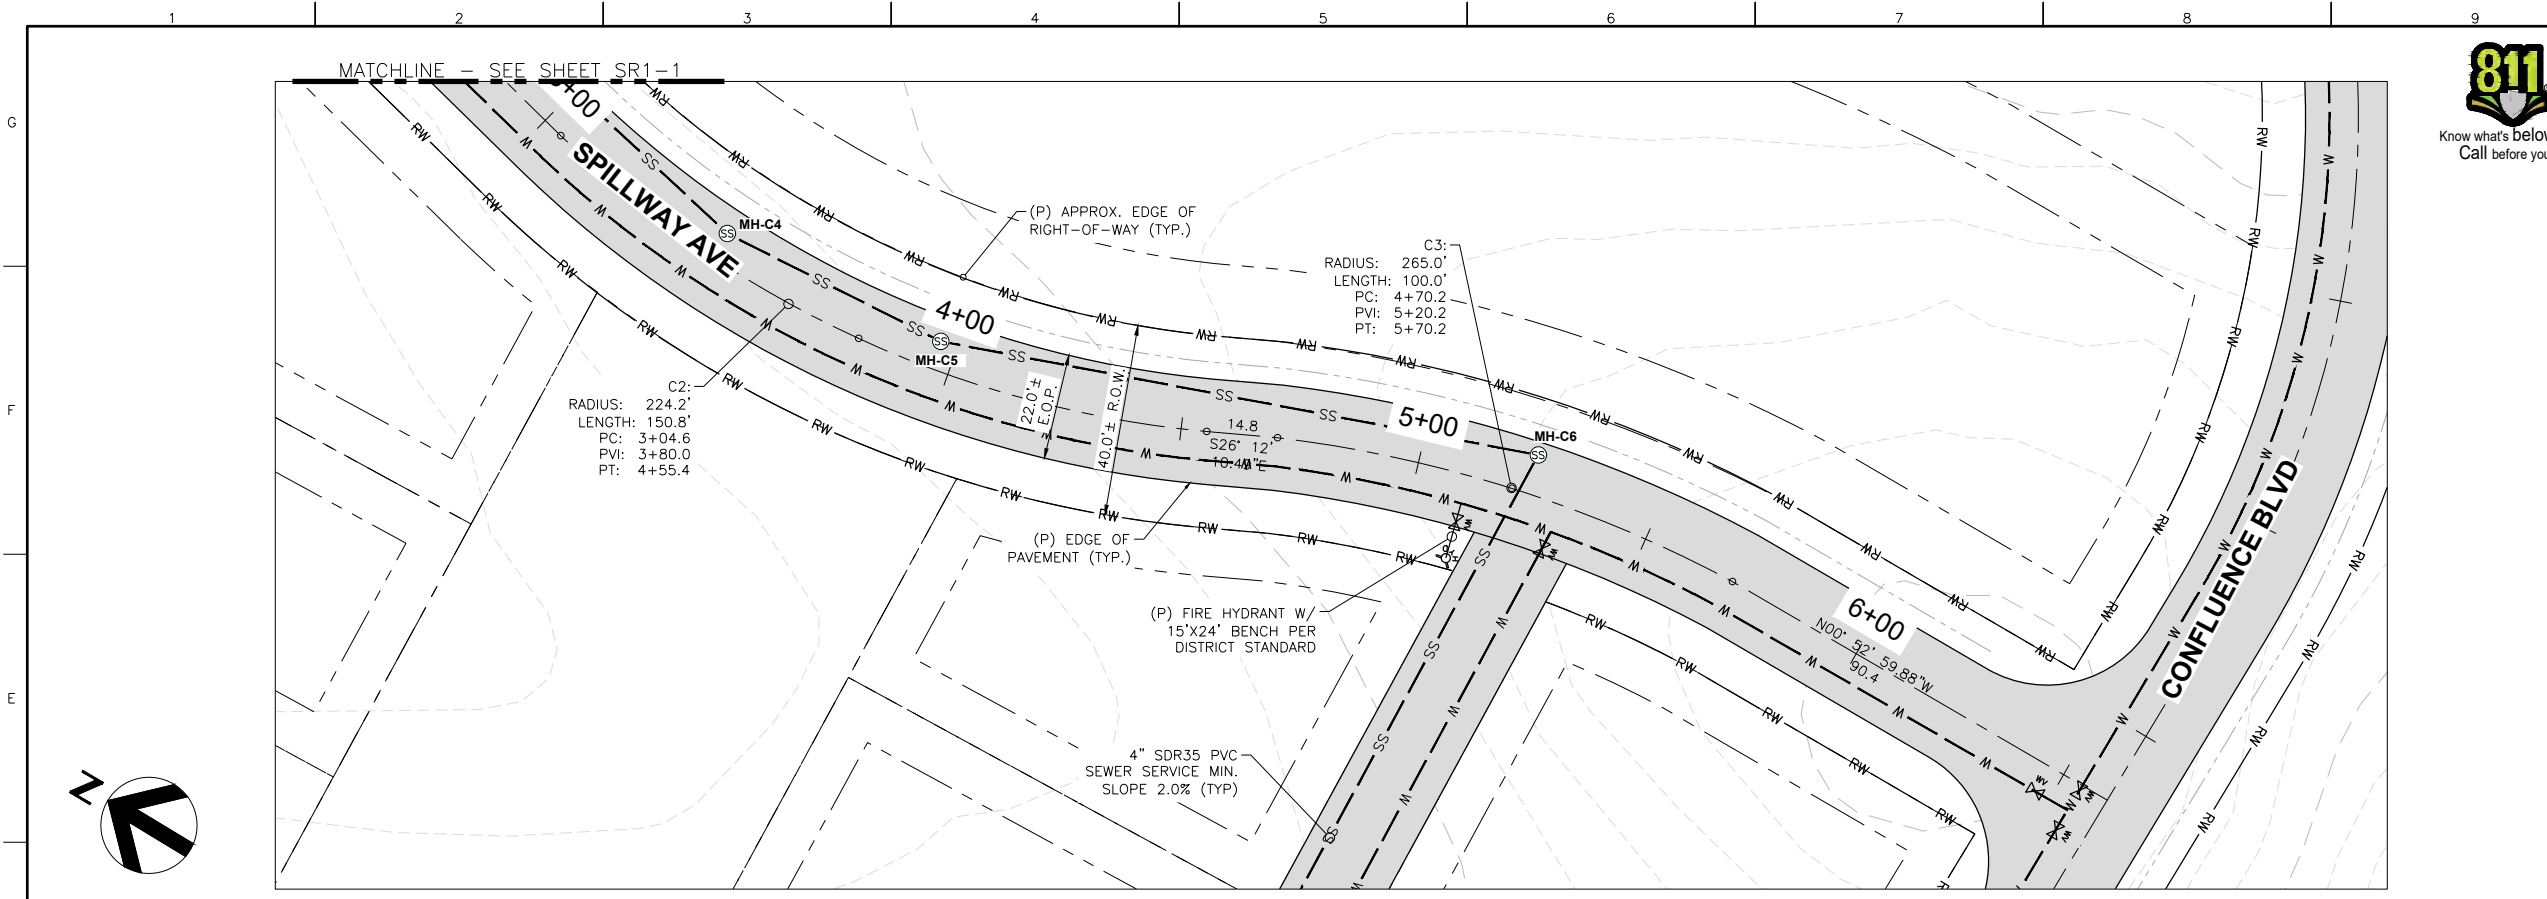 1 2 3 4 5 6 7 8 9
G
F
E
MATCHLINE - SEE SHEET SR1-1
811
Know what's below
Call before you
+00
SPILLWAY AVE
MH-C4
(P) APPROX. EDGE OF
RIGHT-OF-WAY (TYP.)
4+00
MH-C5
C2:
RADIUS: 224.2'
LENGTH: 150.8'
PC: 3+04.6
PVI: 3+80.0
PT: 4+55.4
22.0'±
E.O.P.
40.0'± R.O.W.
C3:
RADIUS: 265.0'
LENGTH: 100.0'
PC: 4+70.2
PVI: 5+20.2
PT: 5+70.2
14.8
S26° 12'
5+00
MH-C6
(P) EDGE OF
PAVEMENT (TYP.)
(P) FIRE HYDRANT W/
15'X24' BENCH PER
DISTRICT STANDARD
6+00
N00° 52' 59.88"W
90.4
CONFLUENCE BLVD
4" SDR35 PVC
SEWER SERVICE MIN.
SLOPE 2.0% (TYP)
N
RW
SS
W
WV